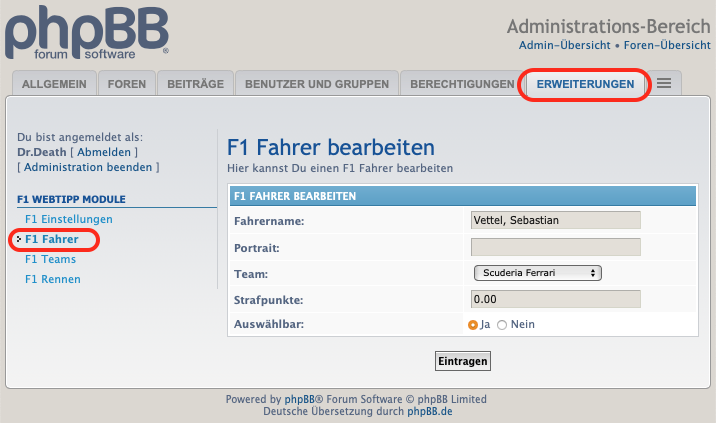 phpBB®
forum software
Administrations-Bereich
Admin-Übersicht • Foren-Übersicht
ALLGEMEIN FOREN BEITRÄGE BENUTZER UND GRUPPEN BERECHTIGUNGEN ERWEITERUNGEN
Du bist angemeldet als:
Dr.Death [ Abmelden ]
[ Administration beenden ]
F1 WEBTIPP MODULE
F1 Einstellungen
F1 Fahrer
F1 Teams
F1 Rennen
F1 Fahrer bearbeiten
Hier kannst Du einen F1 Fahrer bearbeiten
F1 FAHRER BEARBEITEN
Fahrername: Vettel, Sebastian
Portrait:
Team: Scuderia Ferrari
Strafpunkte: 0.00
Auswählbar: Ja Nein
Eintragen
Powered by phpBB® Forum Software © phpBB Limited
Deutsche Übersetzung durch phpBB.de